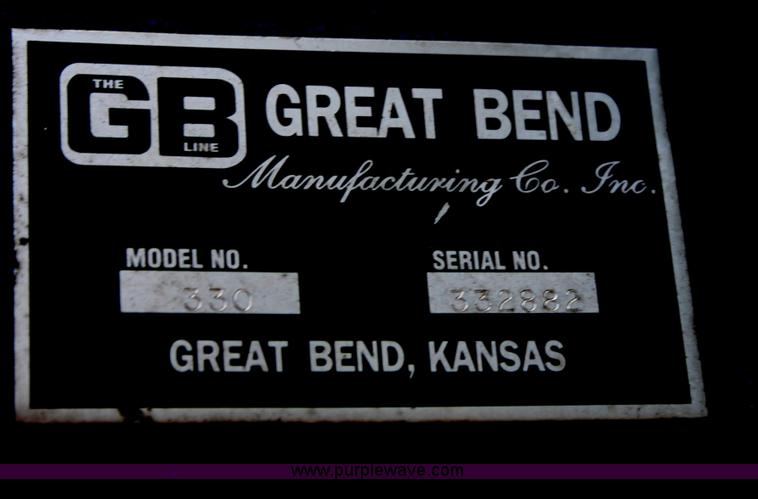 THE
GB
LINE
GREAT BEND
Manufacturing Co. Inc.
MODEL NO. SERIAL NO.
330 332882
GREAT BEND, KANSAS
www.purplewave.com